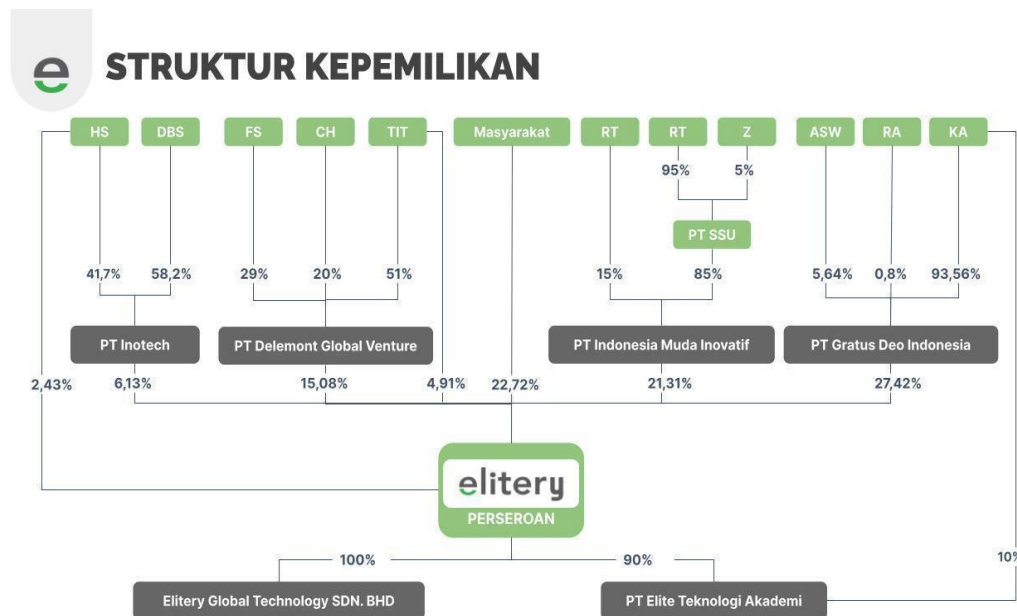 e STRUKTUR KEPEMILIKAN
HS DBS FS CH TIT Masyarakat RT RT Z ASW RA KA
95% 5%
PT SSU
41,7% 58,2% 29% 20% 51% 15% 85% 5,64% 0,8% 93,56%
PT Inotech PT Delemont Global Venture PT Indonesia Muda Inovatif PT Gratus Deo Indonesia
2,43% 6,13% 15,08% 4,91% 22,72% 21,31% 27,42%
elitery
PERSEROAN
100% 90% 10%
Elitery Global Technology SDN. BHD PT Elite Teknologi Akademi